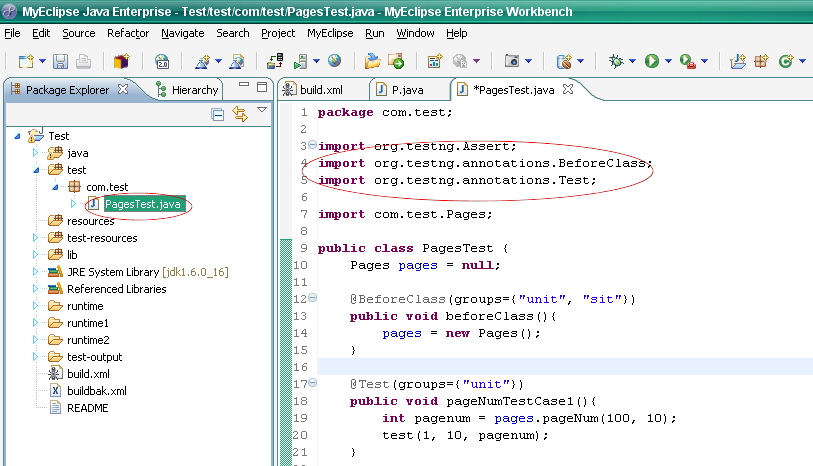 MyEclipse Java Enterprise - Test/test/com/test/PagesTest.java - MyEclipse Enterprise Workbench
File Edit Source Refactor Navigate Search Project MyEclipse Run Window Help
2.0
Package Explorer Hierarchy
build.xml P.java *PagesTest.java
Test
java
test
com.test
PagesTest.java
resources
test-resources
lib
JRE System Library [jdk1.6.0_16]
Referenced Libraries
runtime
runtime1
runtime2
test-output
build.xml
buildbak.xml
README
1 package com.test;
2
3 import org.testng.Assert;
4 import org.testng.annotations.BeforeClass;
5 import org.testng.annotations.Test;
6
7 import com.test.Pages;
8
9 public class PagesTest {
10 Pages pages = null;
11
12 @BeforeClass(groups={"unit", "sit"})
13 public void beforeClass(){
14 pages = new Pages();
15 }
16
17 @Test(groups={"unit"})
18 public void pageNumTestCase1(){
19 int pagenum = pages.pageNum(100, 10);
20 test(1, 10, pagenum);
21 }